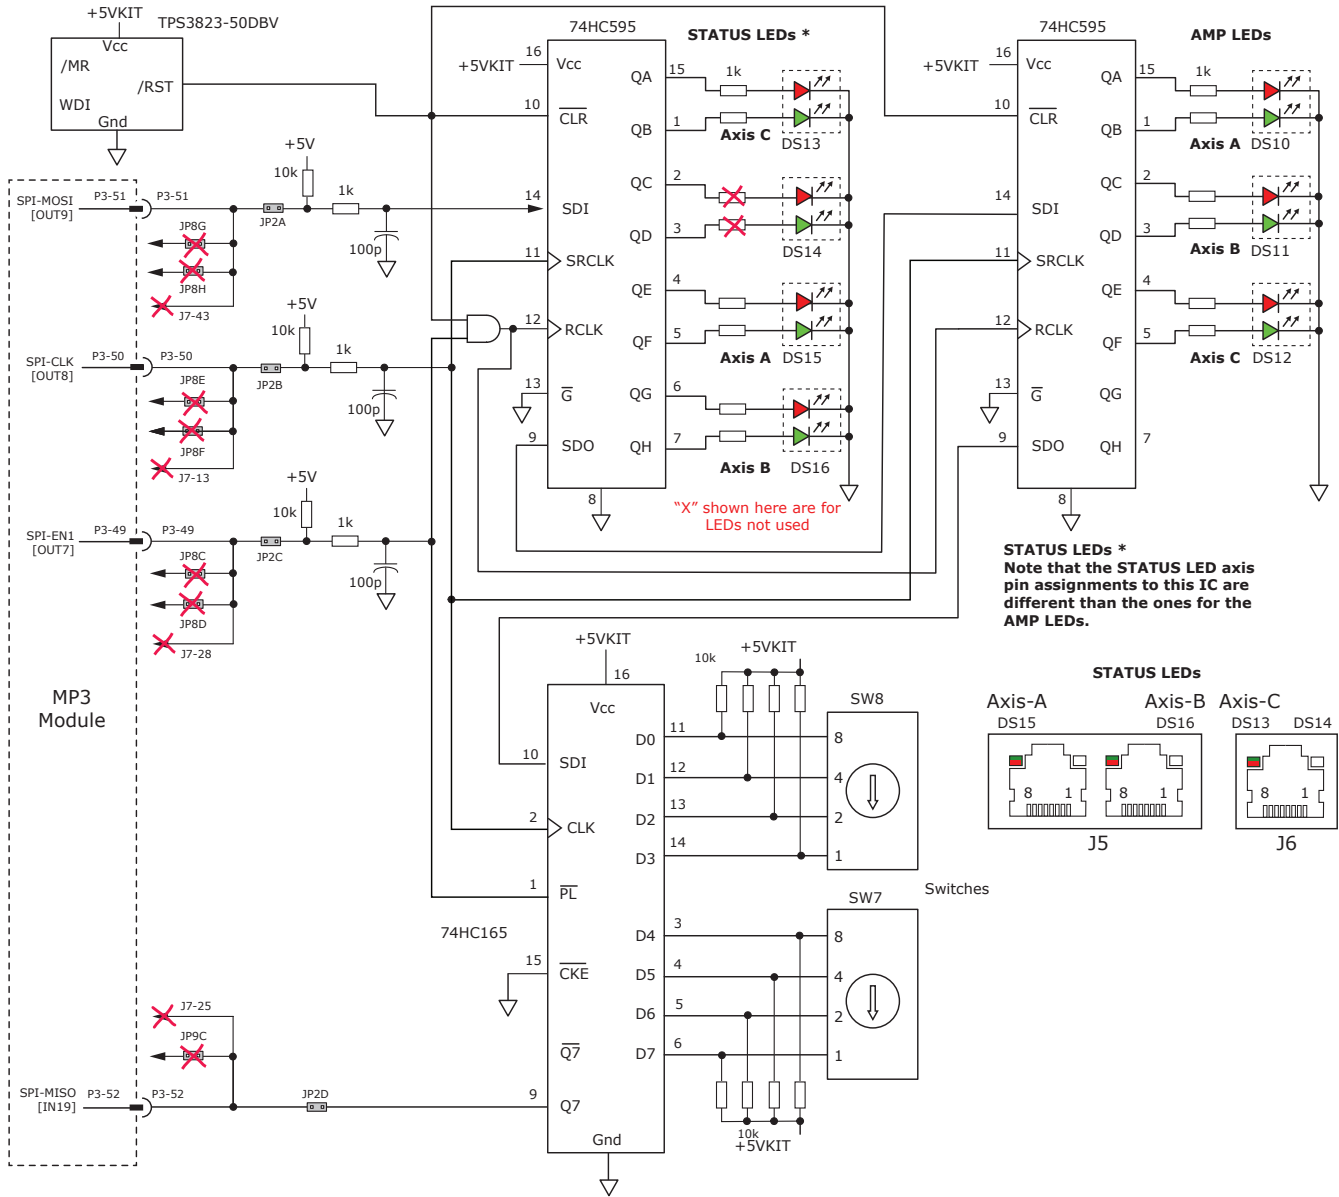 +5VKIT
TPS3823-50DBV
Vcc
/MR
/RST
WDI
Gnd
74HC595
STATUS LEDs *
+5VKIT
16
Vcc
10
CLR
14
SDI
11
SRCLK
12
RCLK
13
G
9
SDO
8
QA
15
1k
QB
1
Axis C
DS13
QC
2
QD
3
DS14
QE
4
QF
5
Axis A
DS15
QG
6
QH
7
Axis B
DS16
"X" shown here are for
LEDs not used
74HC595
AMP LEDs
+5VKIT
16
Vcc
10
CLR
14
SDI
11
SRCLK
12
RCLK
13
G
9
SDO
8
QA
15
1k
QB
1
Axis A
DS10
QC
2
QD
3
Axis B
DS11
QE
4
QF
5
Axis C
DS12
QG
QH
7
STATUS LEDs *
Note that the STATUS LED axis
pin assignments to this IC are
different than the ones for the
AMP LEDs.
SPI-MOSI
[OUT9]
P3-51
P3-51
JP8G
JP8H
J7-43
JP2A
+5V
10k
1k
100p
SPI-CLK
[OUT8]
P3-50
P3-50
JP8E
JP8F
J7-13
JP2B
+5V
10k
1k
100p
SPI-EN1
[OUT7]
P3-49
P3-49
JP8C
JP8D
J7-28
JP2C
+5V
10k
1k
100p
MP3
Module
SPI-MISO
[IN19]
P3-52
P3-52
J7-25
JP9C
JP2D
+5VKIT
16
Vcc
74HC165
10
SDI
2
CLK
1
PL
15
CKE
Q7
9
Q7
Gnd
D0
11
D1
12
D2
13
D3
14
D4
3
D5
4
D6
5
D7
6
10k
+5VKIT
SW8
8
4
2
1
Switches
SW7
8
4
2
1
10k
+5VKIT
STATUS LEDs
Axis-A
DS15
Axis-B
DS16
Axis-C
DS13
DS14
8
1
8
1
8
1
J5
J6